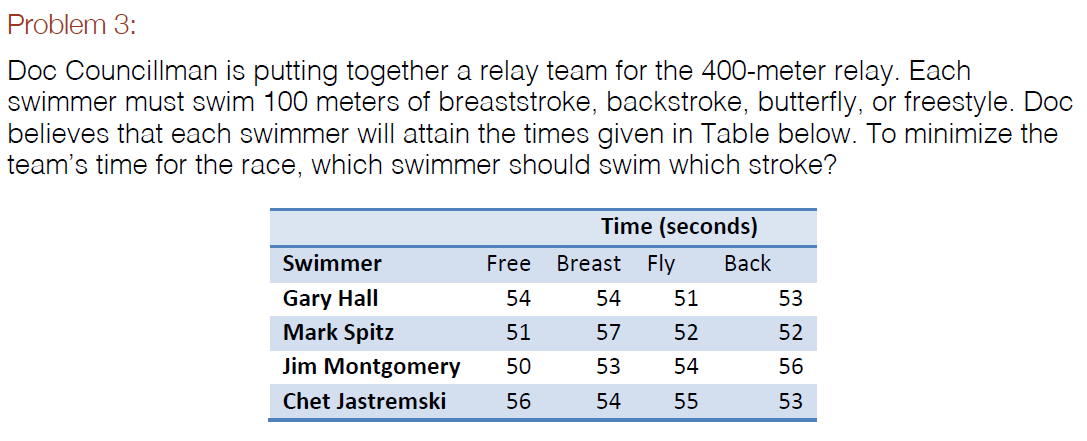 Problem 3:
Doc Councillman is putting together a relay team for the 400-meter relay. Each
swimmer must swim 100 meters of breaststroke, backstroke, butterfly, or freestyle. Doc
believes that each swimmer will attain the times given in Table below. To minimize the
team's time for the race, which swimmer should swim which stroke?
Time (seconds)
Swimmer Free Breast Fly Back
Gary Hall 54 54 51 53
Mark Spitz 51 57 52 52
Jim Montgomery 50 53 54 56
Chet Jastremski 56 54 55 53